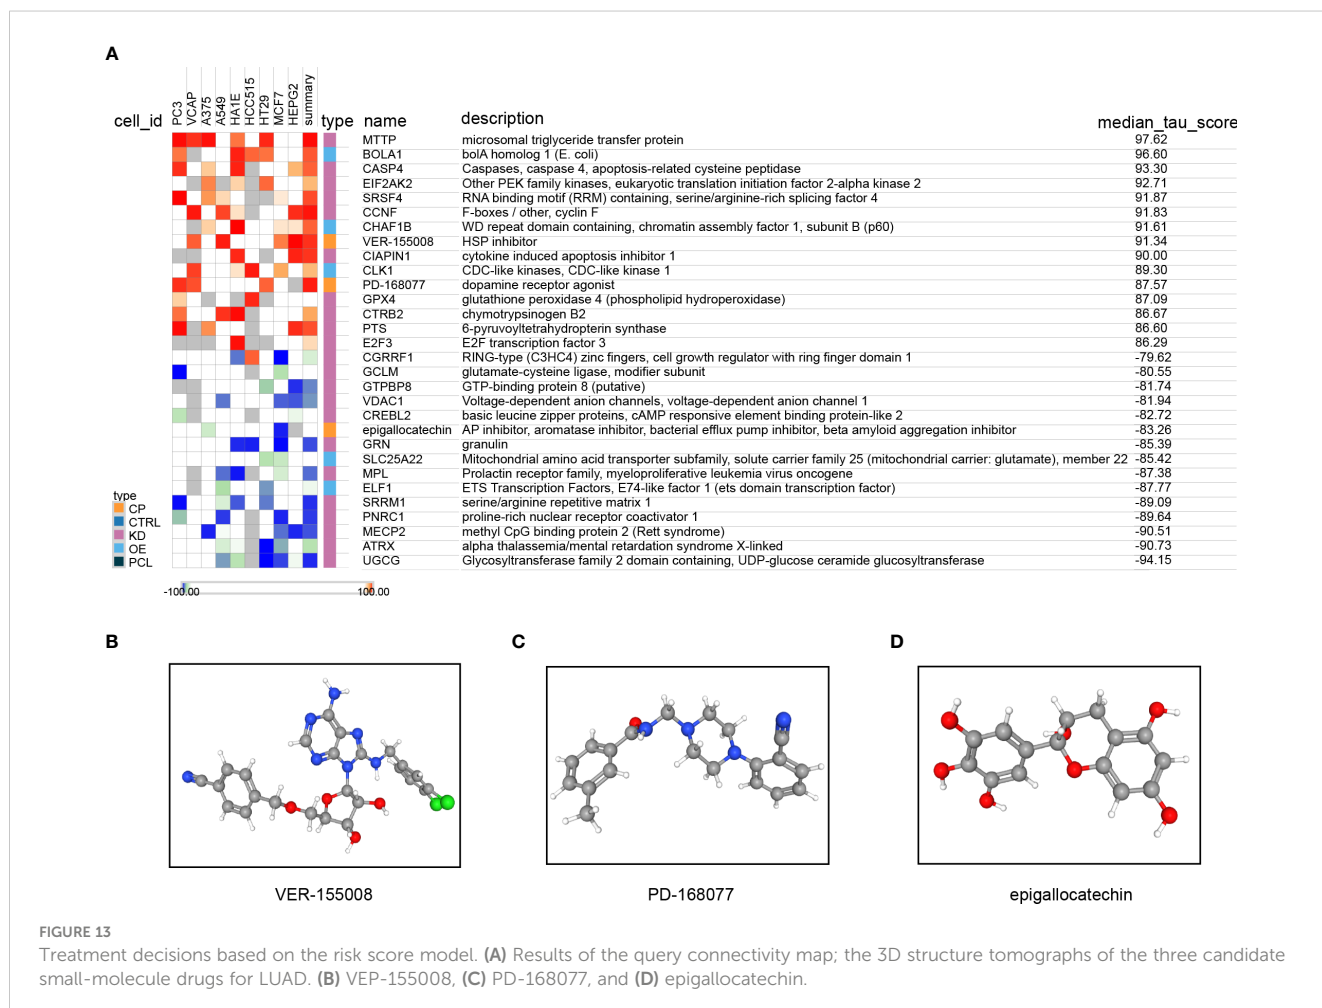 A
cell_id PC3 VCAP A375 A549 HA1E HCC515 HT29 MCF7 HEPG2 summary type name description median_tau_score
MTTP microsomal triglyceride transfer protein 97.62
BOLA1 bolA homolog 1 (E. coli) 96.60
CASP4 Caspases, caspase 4, apoptosis-related cysteine peptidase 93.30
EIF2AK2 Other PEK family kinases, eukaryotic translation initiation factor 2-alpha kinase 2 92.71
SRSF4 RNA binding motif (RRM) containing, serine/arginine-rich splicing factor 4 91.87
CCNF F-boxes / other, cyclin F 91.83
CHAF1B WD repeat domain containing, chromatin assembly factor 1, subunit B (p60) 91.61
VER-155008 HSP inhibitor 91.34
CIAPIN1 cytokine induced apoptosis inhibitor 1 90.00
CLK1 CDC-like kinases, CDC-like kinase 1 89.30
PD-168077 dopamine receptor agonist 87.57
GPX4 glutathione peroxidase 4 (phospholipid hydroperoxidase) 87.09
CTRB2 chymotrypsinogen B2 86.67
PTS 6-pyruvoyltetrahydropterin synthase 86.60
E2F3 E2F transcription factor 3 86.29
CGRRF1 RING-type (C3HC4) zinc fingers, cell growth regulator with ring finger domain 1 -79.62
GCLM glutamate-cysteine ligase, modifier subunit -80.55
GTPBP8 GTP-binding protein 8 (putative) -81.74
VDAC1 Voltage-dependent anion channels, voltage-dependent anion channel 1 -81.94
CREBL2 basic leucine zipper proteins, cAMP responsive element binding protein-like 2 -82.72
epigallocatechin AP inhibitor, aromatase inhibitor, bacterial efflux pump inhibitor, beta amyloid aggregation inhibitor -83.26
GRN granulin -85.39
SLC25A22 Mitochondrial amino acid transporter subfamily, solute carrier family 25 (mitochondrial carrier: glutamate), member 22 -85.42
MPL Prolactin receptor family, myeloproliferative leukemia virus oncogene -87.38
ELF1 ETS Transcription Factors, E74-like factor 1 (ets domain transcription factor) -87.77
SRRM1 serine/arginine repetitive matrix 1 -89.09
PNRC1 proline-rich nuclear receptor coactivator 1 -89.64
MECP2 methyl CpG binding protein 2 (Rett syndrome) -90.51
ATRX alpha thalassemia/mental retardation syndrome X-linked -90.73
UGCG Glycosyltransferase family 2 domain containing, UDP-glucose ceramide glucosyltransferase -94.15
type
CP
CTRL
KD
OE
PCL
-100.00 100.00
B C D
VER-155008 PD-168077 epigallocatechin
FIGURE 13
Treatment decisions based on the risk score model. (A) Results of the query connectivity map; the 3D structure tomographs of the three candidate
small-molecule drugs for LUAD. (B) VEP-155008, (C) PD-168077, and (D) epigallocatechin.